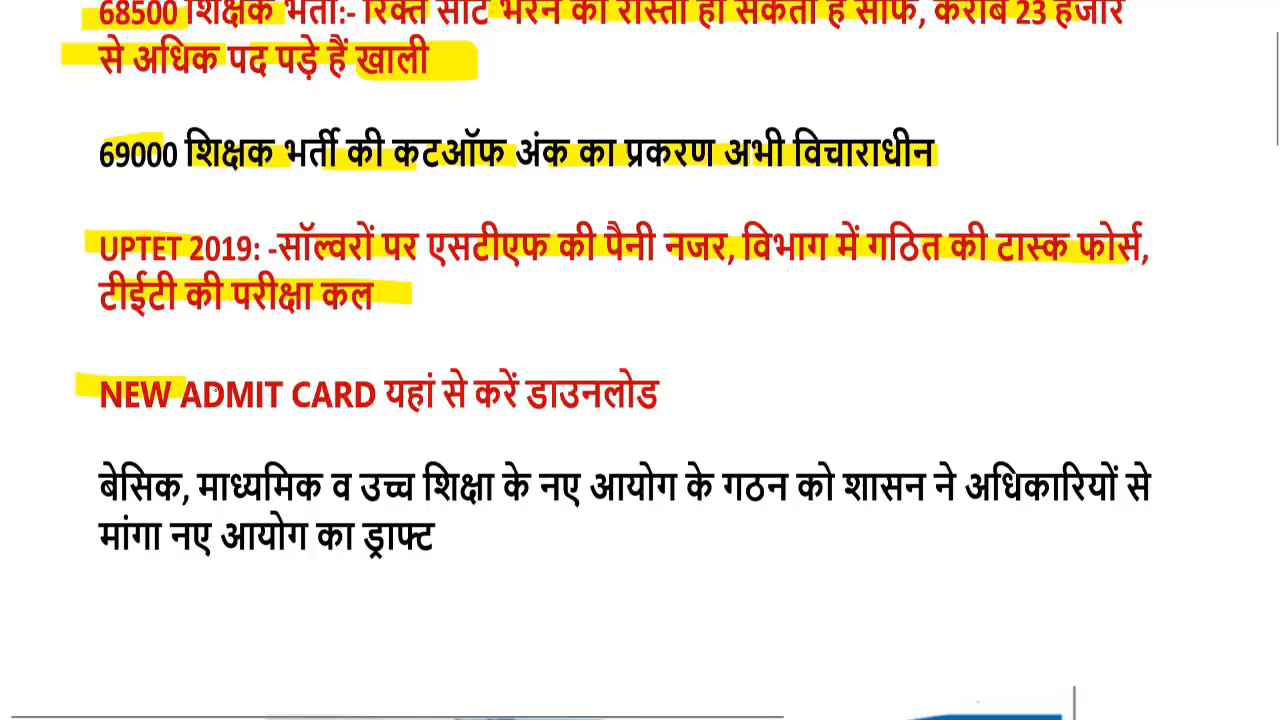 68500 शिक्षक भर्ती:- रिक्त सीट भरने का रास्ता हो सकता है साफ, करीब 23 हजार
से अधिक पद पड़े हैं खाली
69000 शिक्षक भर्ती की कटऑफ अंक का प्रकरण अभी विचाराधीन
UPTET 2019: -सॉल्वरों पर एसटीएफ की पैनी नजर, विभाग में गठित की टास्क फोर्स,
टीईटी की परीक्षा कल
NEW ADMIT CARD यहां से करें डाउनलोड
बेसिक, माध्यमिक व उच्च शिक्षा के नए आयोग के गठन को शासन ने अधिकारियों से
मांगा नए आयोग का ड्राफ्ट